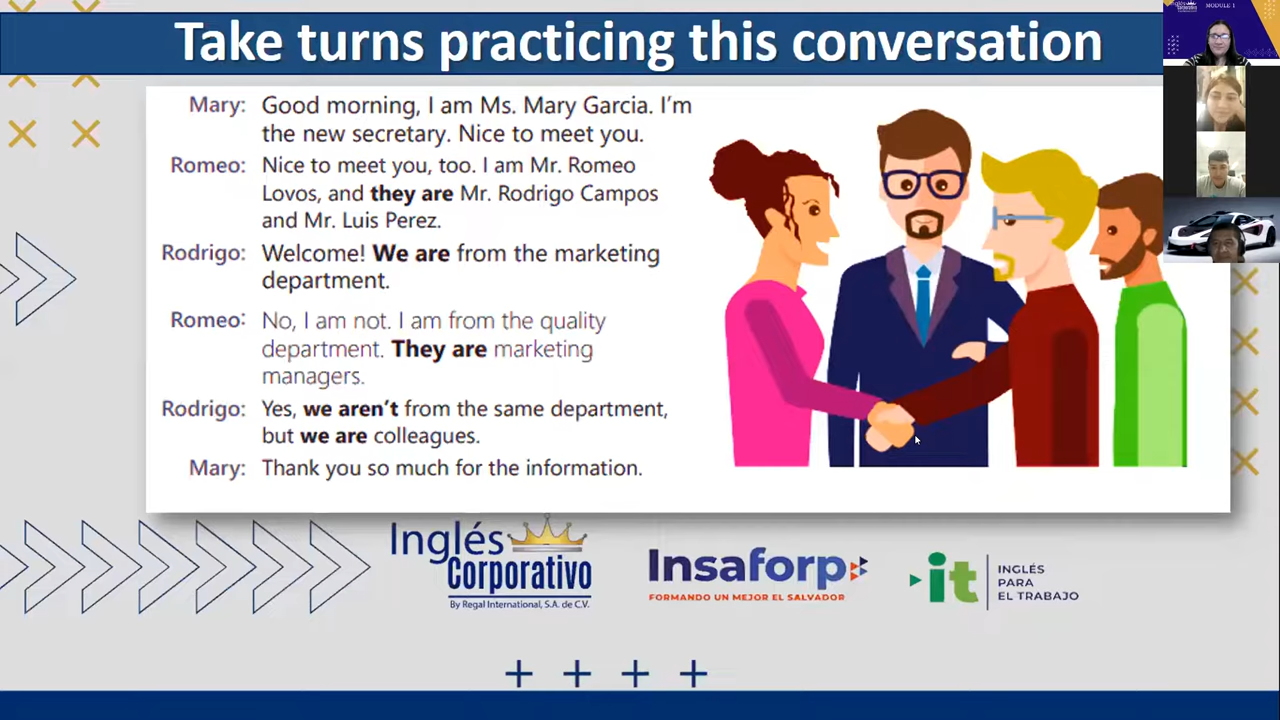 Take turns practicing this conversation
MODULE 1
Mary: Good morning, I am Ms. Mary Garcia. I'm
the new secretary. Nice to meet you.
Romeo: Nice to meet you, too. I am Mr. Romeo
Lovos, and they are Mr. Rodrigo Campos
and Mr. Luis Perez.
Rodrigo: Welcome! We are from the marketing
department.
Romeo: No, I am not. I am from the quality
department. They are marketing
managers.
Rodrigo: Yes, we aren't from the same department,
but we are colleagues.
Mary: Thank you so much for the information.
Inglés
Corporativo
By Regal International, S.A. de C.V.
Insaforp
FORMANDO UN MEJOR EL SALVADOR
it
INGLÉS
PARA
EL TRABAJO